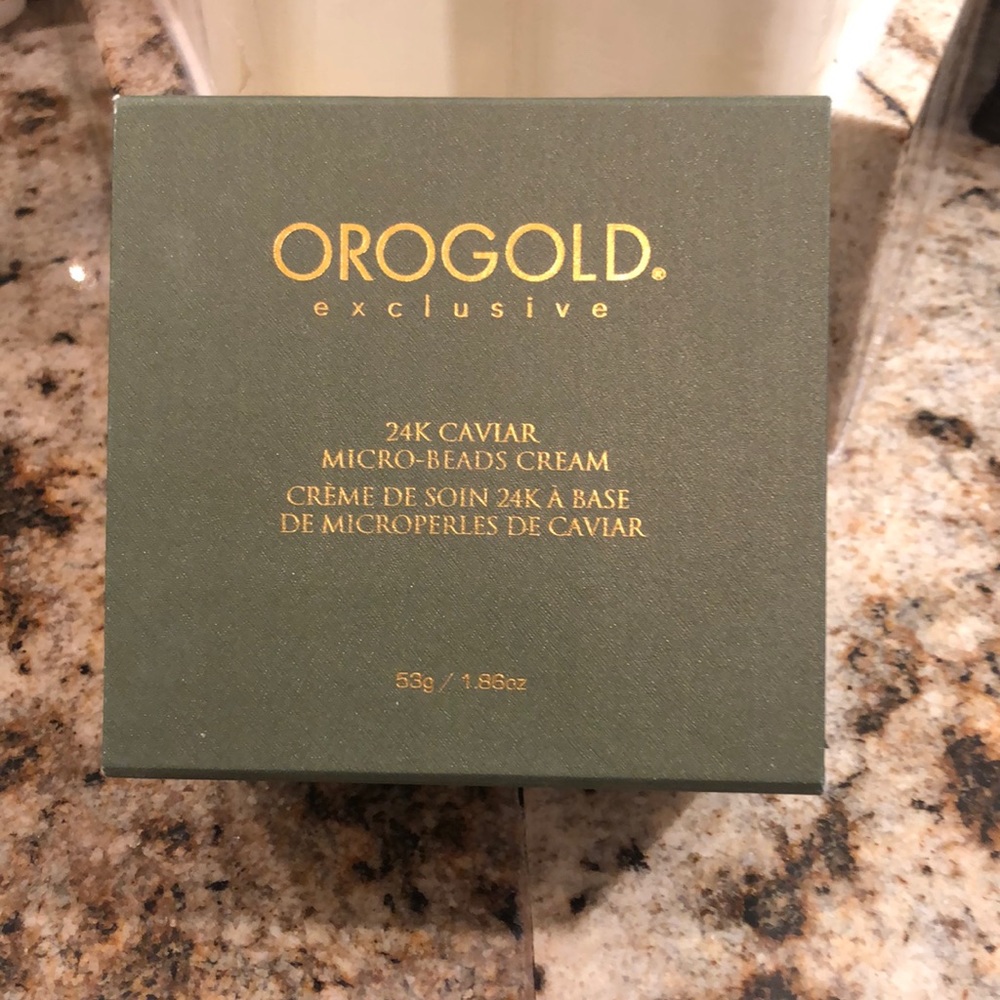 OROGOLD®
exclusive
24K CAVIAR
MICRO-BEADS CREAM
CRÈME DE SOIN 24K À BASE
DE MICROPERLES DE CAVIAR
53g / 1.86oz